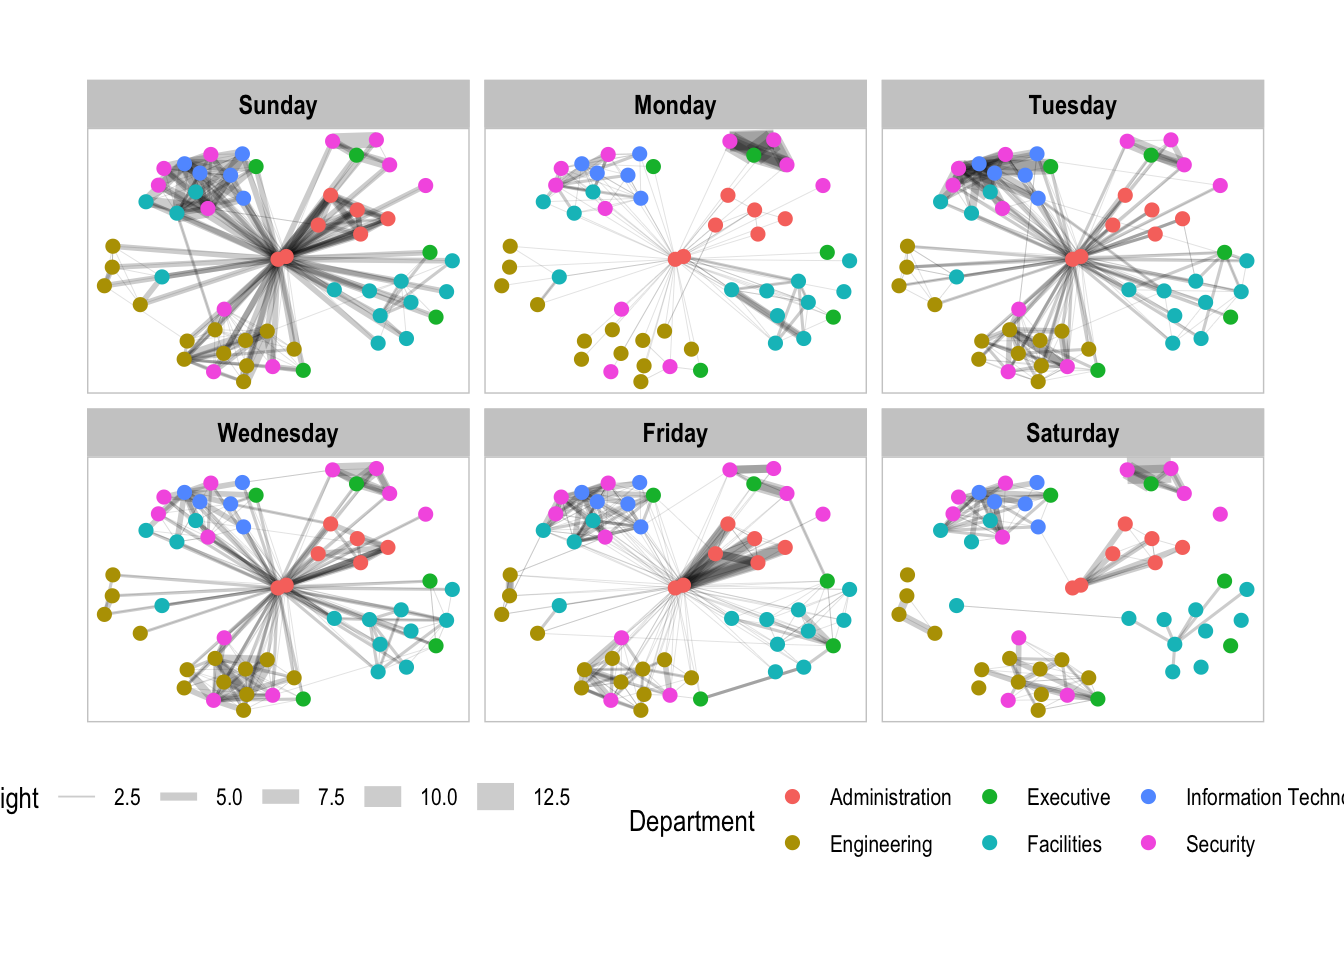 Sunday
Monday
Tuesday
Wednesday
Friday
Saturday
ight 2.5 5.0 7.5 10.0 12.5
Department
Administration Executive Information Techno
Engineering Facilities Security